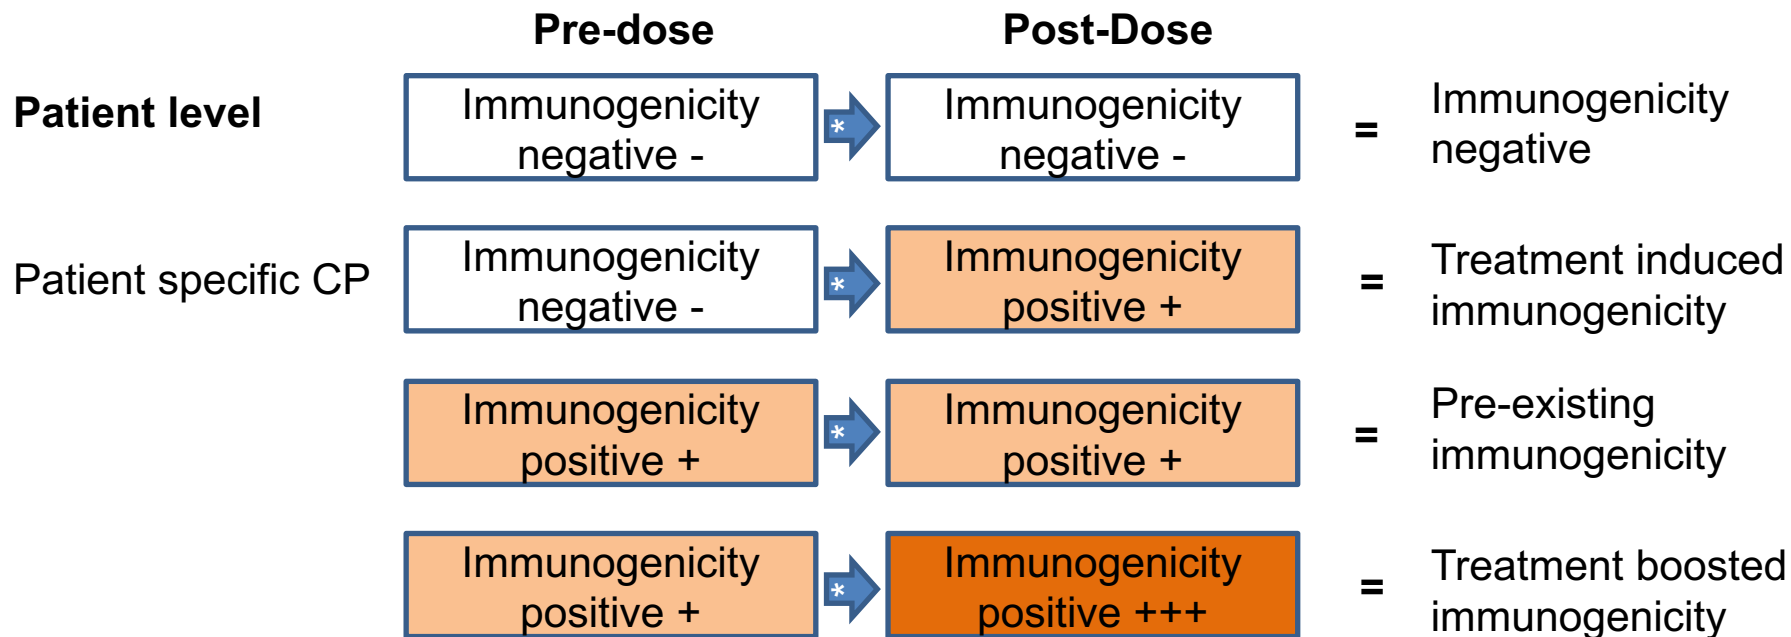 Pre-dose Post-Dose
Patient level
Immunogenicity
negative -
*
Immunogenicity
negative -
=
Immunogenicity
negative
Patient specific CP
Immunogenicity
negative -
*
Immunogenicity
positive +
=
Treatment induced
immunogenicity
Immunogenicity
positive +
*
Immunogenicity
positive +
=
Pre-existing
immunogenicity
Immunogenicity
positive +
*
Immunogenicity
positive +++
=
Treatment boosted
immunogenicity